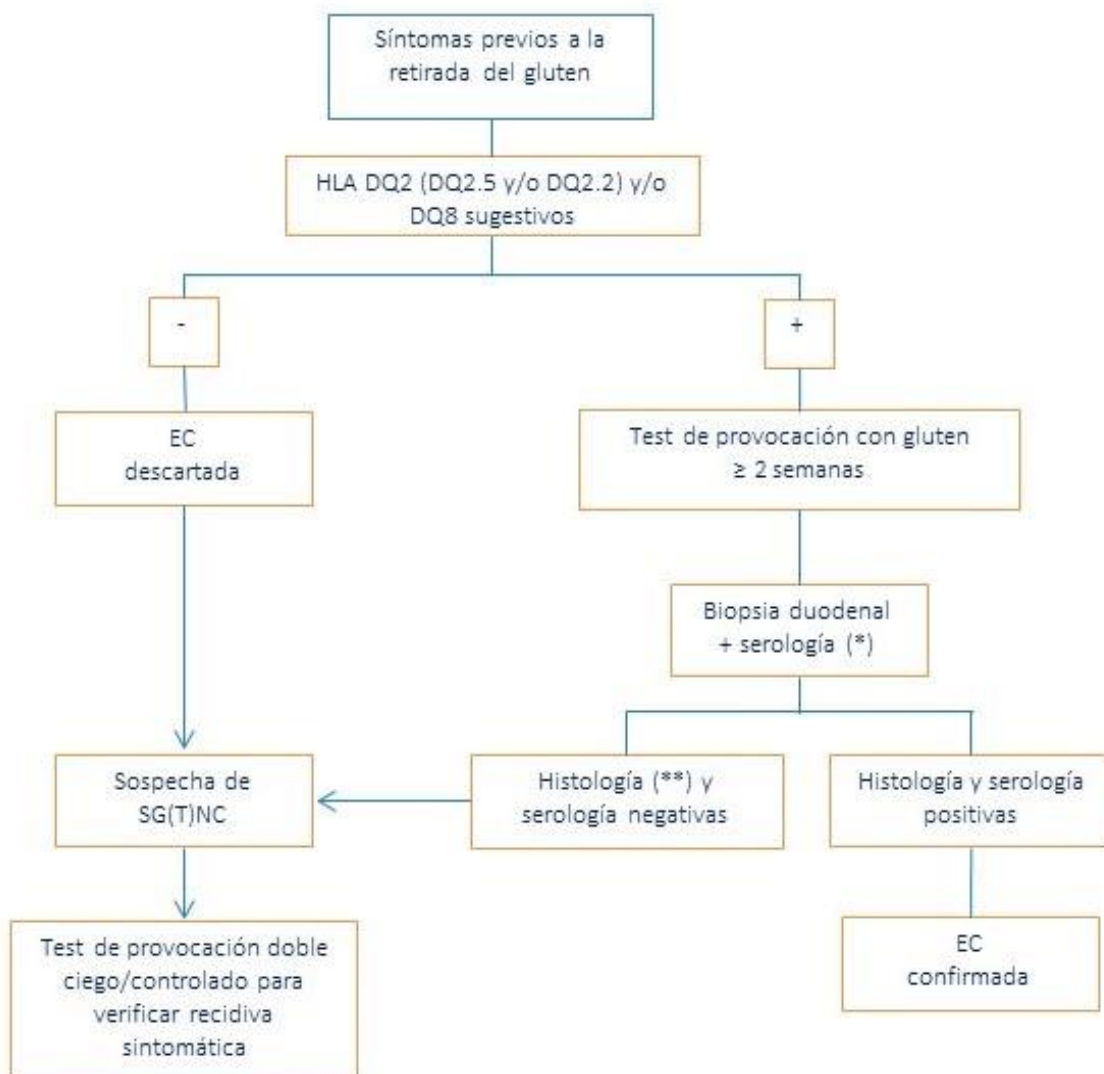 Síntomas previos a la
retirada del gluten
HLA DQ2 (DQ2.5 y/o DQ2.2) y/o
DQ8 sugestivos
-
+
EC
descartada
Test de provocación con gluten
≥ 2 semanas
Biopsia duodenal
+ serología (*)
Sospecha de
SG(T)NC
Histología (**) y
serología negativas
Histología y serología
positivas
Test de provocación doble
ciego/controlado para
verificar recidiva
sintomática
EC
confirmada